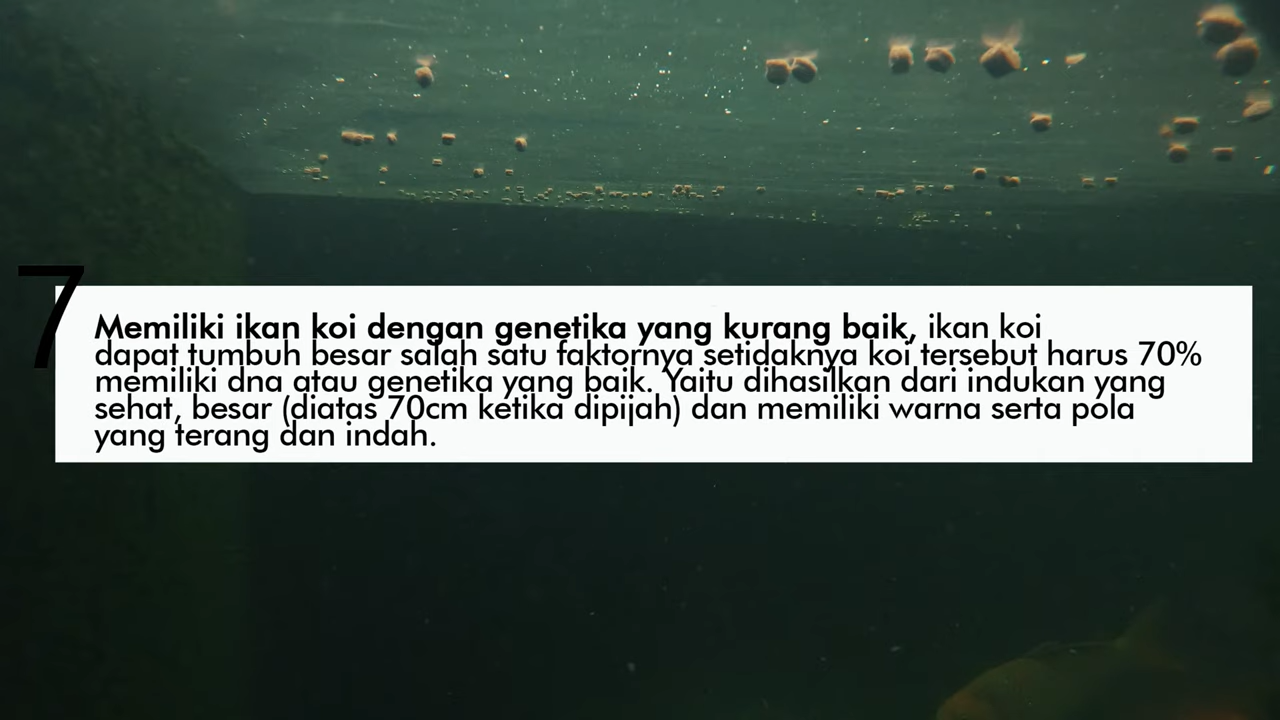 7
Memiliki ikan koi dengan genetika yang kurang baik, ikan koi
dapat tumbuh besar salah satu faktornya setidaknya koi tersebut harus 70%
memiliki dna atau genetika yang baik. Yaitu dihasilkan dari indukan yang
sehat, besar (diatas 70cm ketika dipijah) dan memiliki warna serta pola
yang terang dan indah.